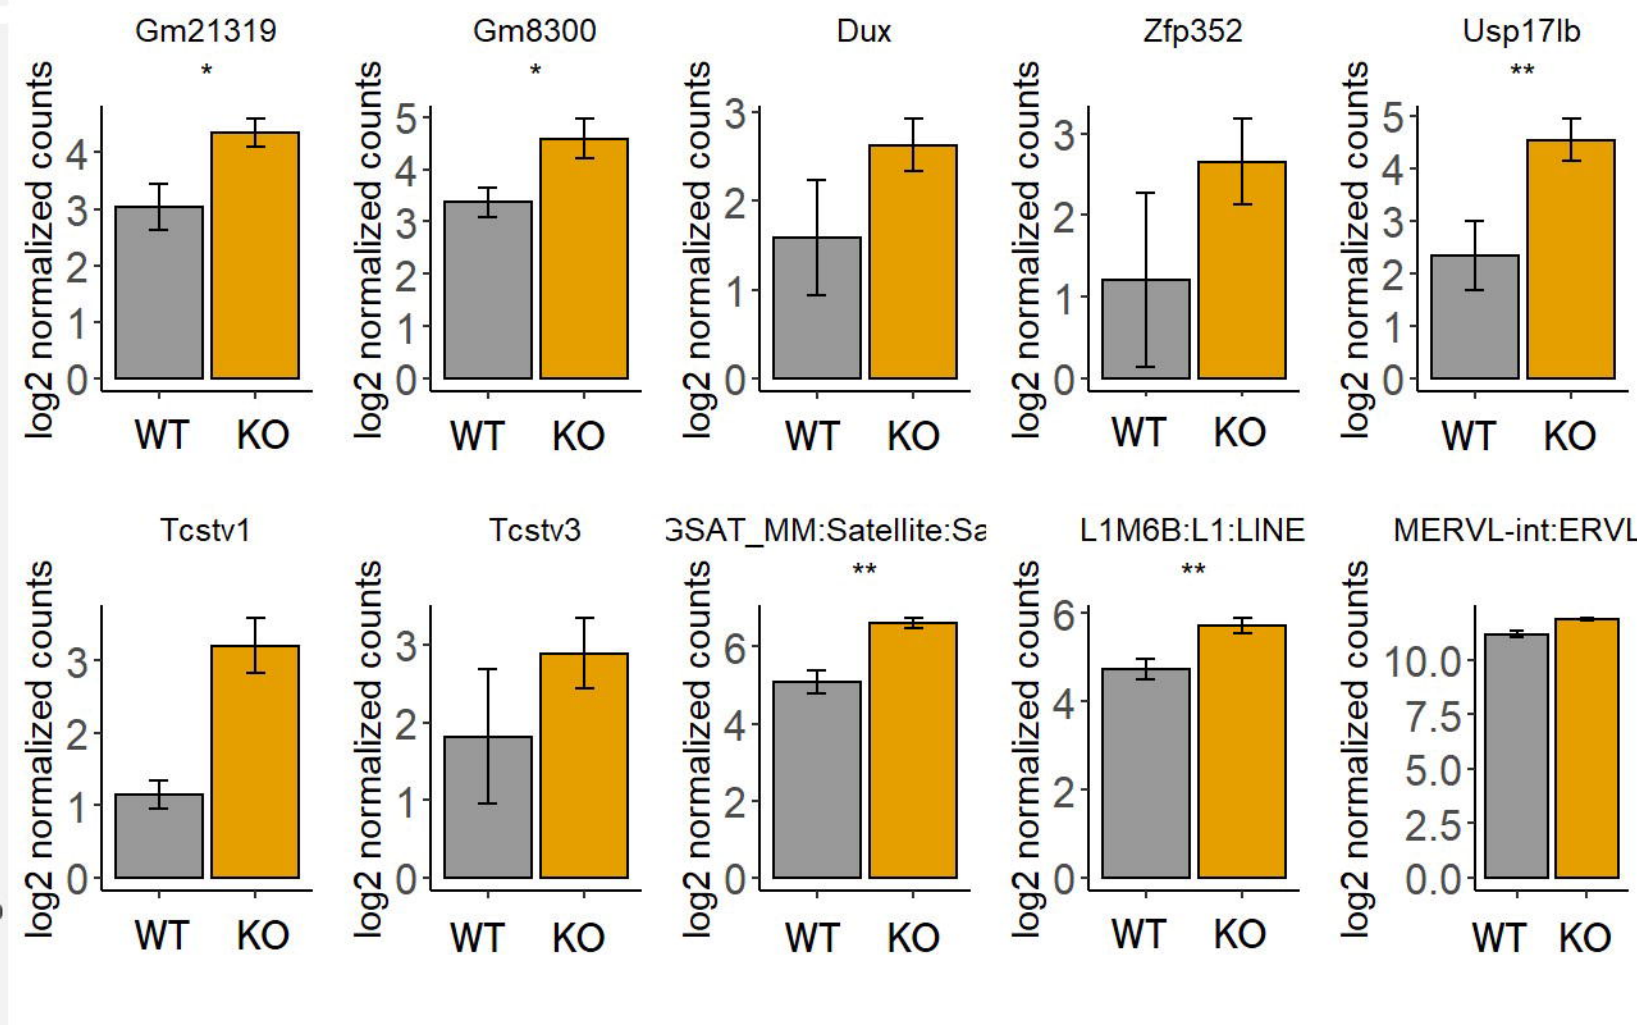 Gm21319
*
log2 normalized counts
4
3
2
1
0
WT KO
Gm8300
*
log2 normalized counts
5
4
3
2
1
0
WT KO
Dux
log2 normalized counts
3
2
1
0
WT KO
Zfp352
log2 normalized counts
3
2
1
0
WT KO
Usp17lb
**
log2 normalized counts
5
4
3
2
1
0
WT KO
Tcstv1
log2 normalized counts
3
2
1
0
WT KO
Tcstv3
log2 normalized counts
3
2
1
0
WT KO
GSAT_MM:Satellite:Sa
**
log2 normalized counts
6
4
2
0
WT KO
L1M6B:L1:LINE
**
log2 normalized counts
6
4
2
0
WT KO
MERVL-int:ERVL
log2 normalized counts
10.0
7.5
5.0
2.5
0.0
WT KO